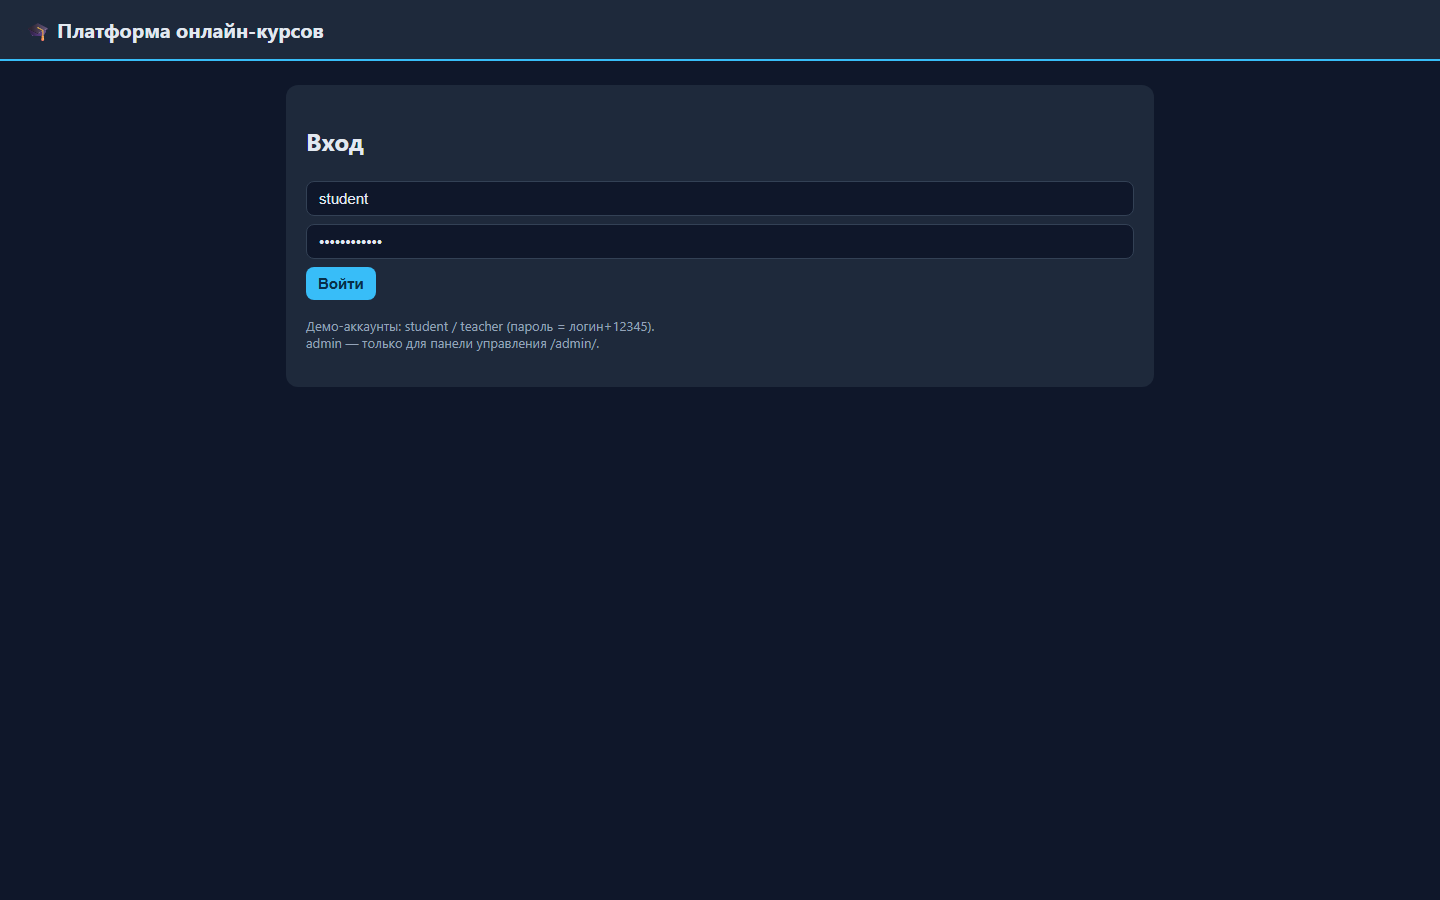 Платформа онлайн-курсов
Вход
student
••••••••••••
Войти
Демо-аккаунты: student / teacher (пароль = логин+12345).
admin — только для панели управления /admin/.